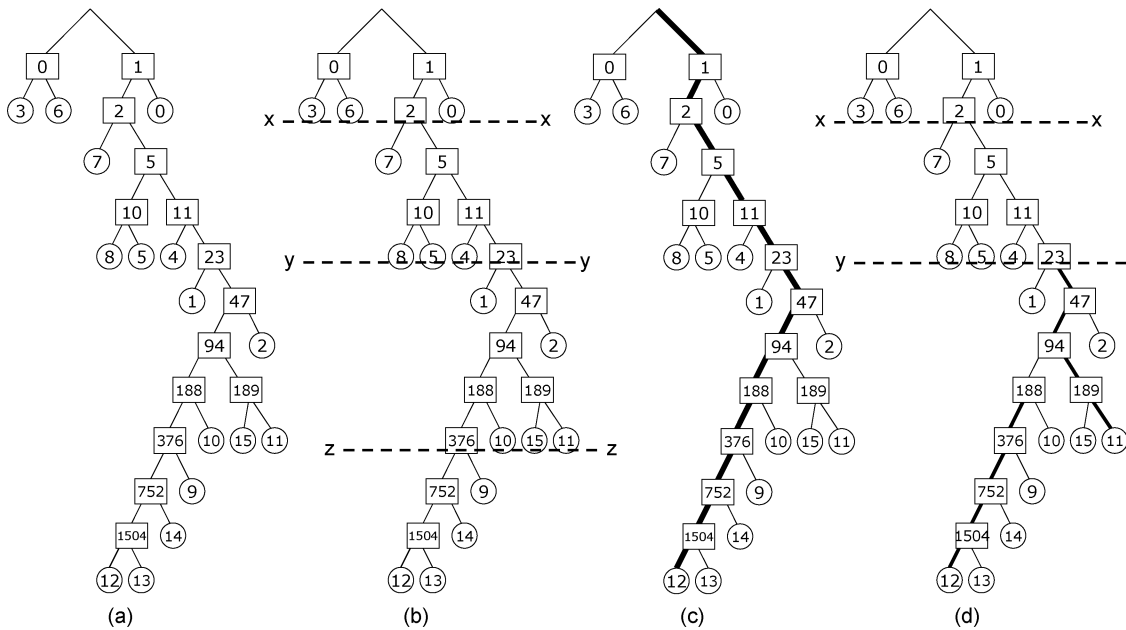 0 1 0 1 0 1 0 1
3 6 2 0 3 6 2 0 3 6 2 0 3 6 2 0
x x x x
7 5 7 5 7 5 7 5
10 11 10 11 10 11 10 11
8 5 4 23 8 5 4 23 8 5 4 23 8 5 4 23
y y y
1 47 1 47 1 47 1 47
94 2 94 2 94 2 94 2
188 189 188 189 188 189 188 189
376 10 15 11 376 10 15 11 376 10 15 11 376 10 15 11
z z
752 9 752 9 752 9 752 9
1504 14 1504 14 1504 14 1504 14
12 13 12 13 12 13 12 13
(a) (b) (c) (d)